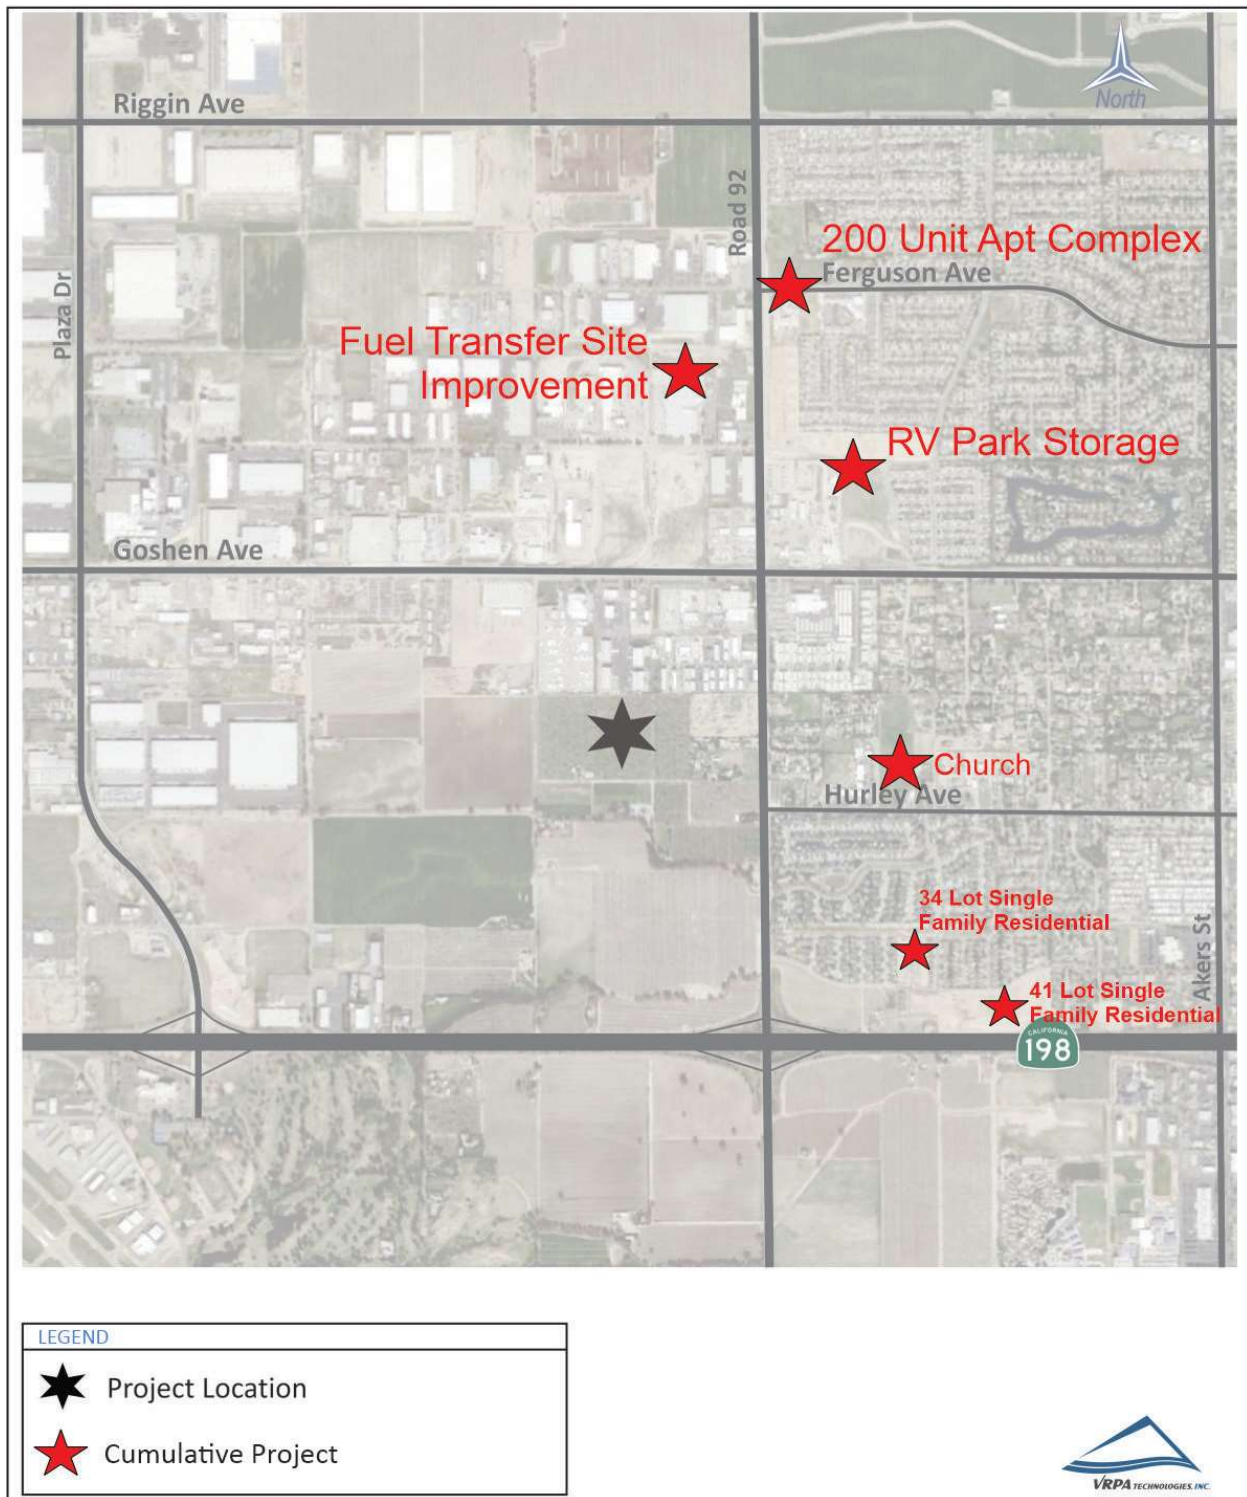 North
Riggin Ave
Road 92
200 Unit Apt Complex
Ferguson Ave
Plaza Dr
Fuel Transfer Site
Improvement
RV Park Storage
Goshen Ave
Church
Hurley Ave
34 Lot Single
Family Residential
Akers St
41 Lot Single
Family Residential
CALIFORNIA
198
LEGEND
Project Location
Cumulative Project
VRPA TECHNOLOGIES, INC.